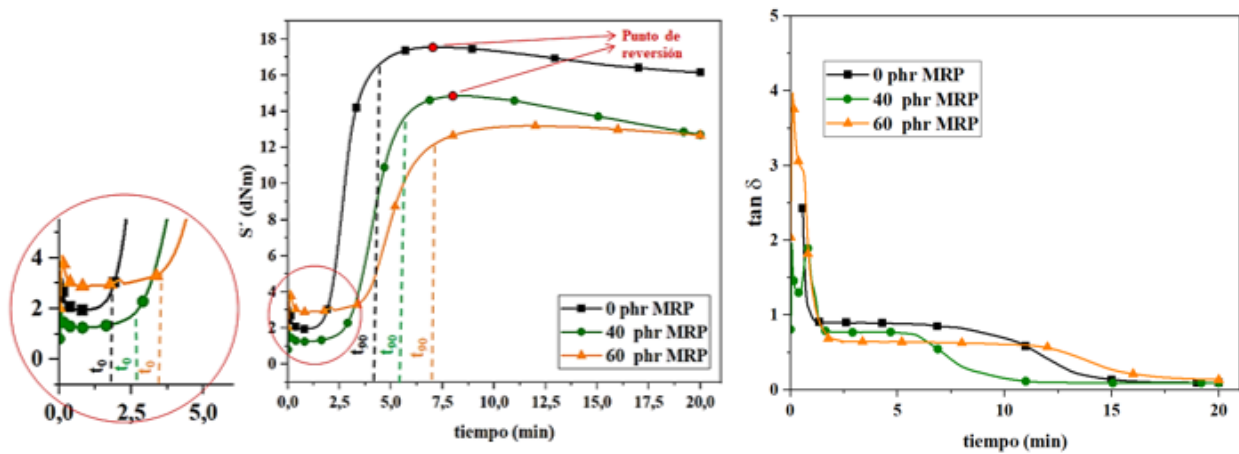 4
2
0
t₀
t₀
t₀
0,0
2,5
5,0
S´ (dNm)
18
16
14
12
10
8
6
4
2
0
Punto de
reversión
t₉₀
t₉₀
t₉₀
0 phr MRP
40 phr MRP
60 phr MRP
0,0
2,5
5,0
7,5
10,0
12,5
15,0
17,5
20,0
tiempo (min)
tan δ
5
4
3
2
1
0
0 phr MRP
40 phr MRP
60 phr MRP
0
5
10
15
20
tiempo (min)